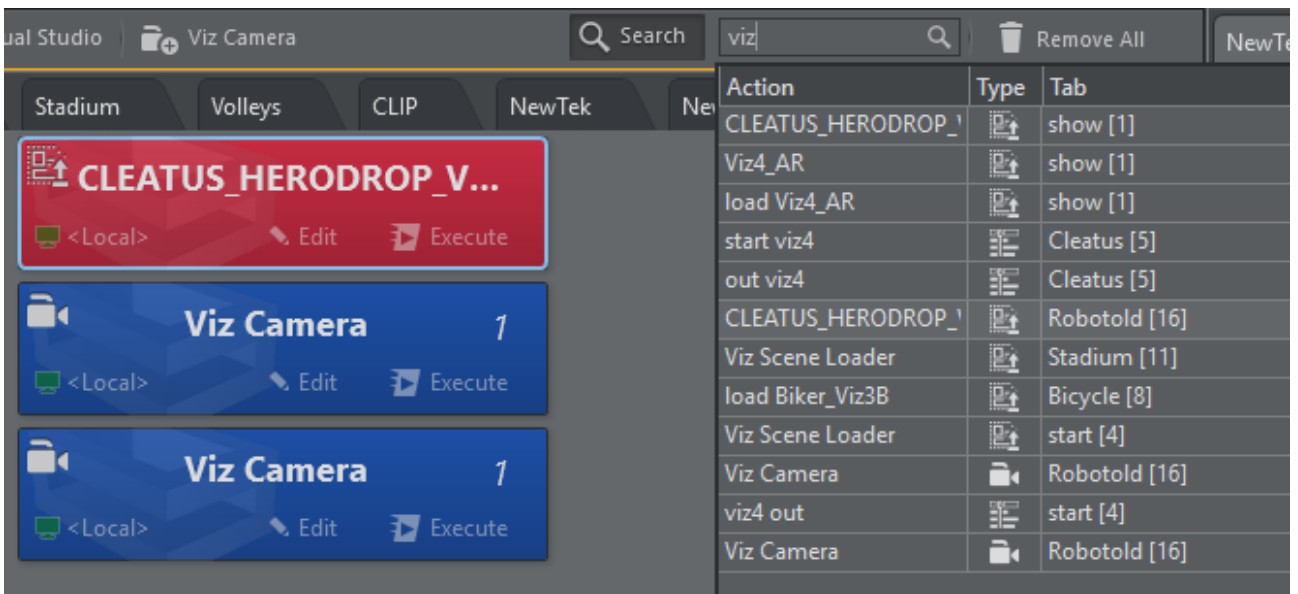 ual Studio Viz Camera Search viz Remove All NewTe
Stadium Volleys CLIP NewTek Ne
Action Type Tab
CLEATUS_HERODROP_V...
<Local> Edit Execute
Viz Camera 1
<Local> Edit Execute
Viz Camera 1
<Local> Edit Execute
CLEATUS_HERODROP_ show [1]
Viz4_AR show [1]
load Viz4_AR show [1]
start viz4 Cleatus [5]
out viz4 Cleatus [5]
CLEATUS_HERODROP_ Robotold [16]
Viz Scene Loader Stadium [11]
load Biker_Viz3B Bicycle [8]
Viz Scene Loader start [4]
Viz Camera Robotold [16]
viz4 out start [4]
Viz Camera Robotold [16]